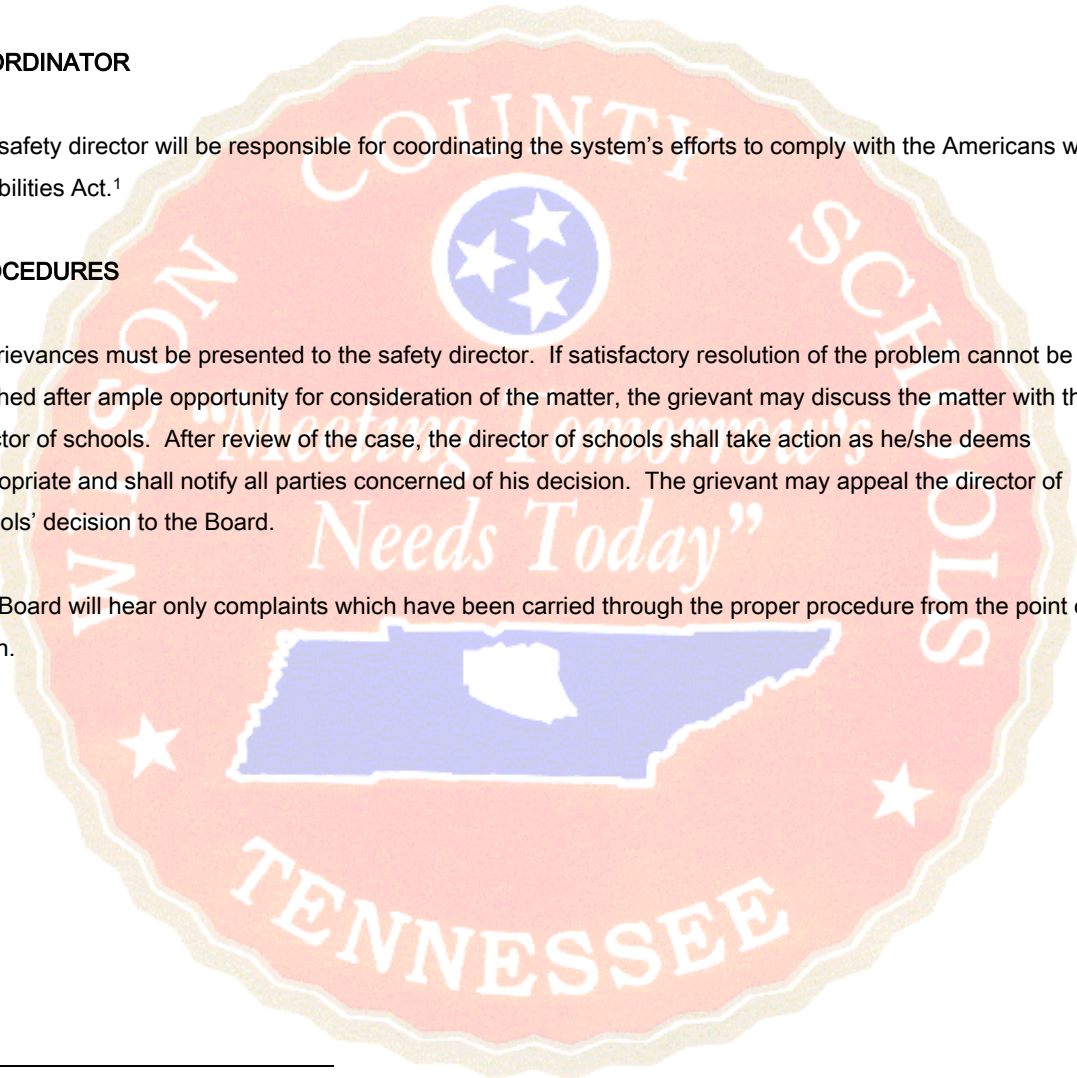 ORDINATOR
safety director will be responsible for coordinating the system’s efforts to comply with the Americans w
bilities Act.¹
OCEDURES
rievances must be presented to the safety director. If satisfactory resolution of the problem cannot be
hed after ample opportunity for consideration of the matter, the grievant may discuss the matter with th
ctor of schools. After review of the case, the director of schools shall take action as he/she deems
opriate and shall notify all parties concerned of his decision. The grievant may appeal the director of
ols’ decision to the Board.
Board will hear only complaints which have been carried through the proper procedure from the point
n.
WILSON COUNTY SCHOOLS
“Meeting Tomorrow’s
Needs Today”
TENNESSEE